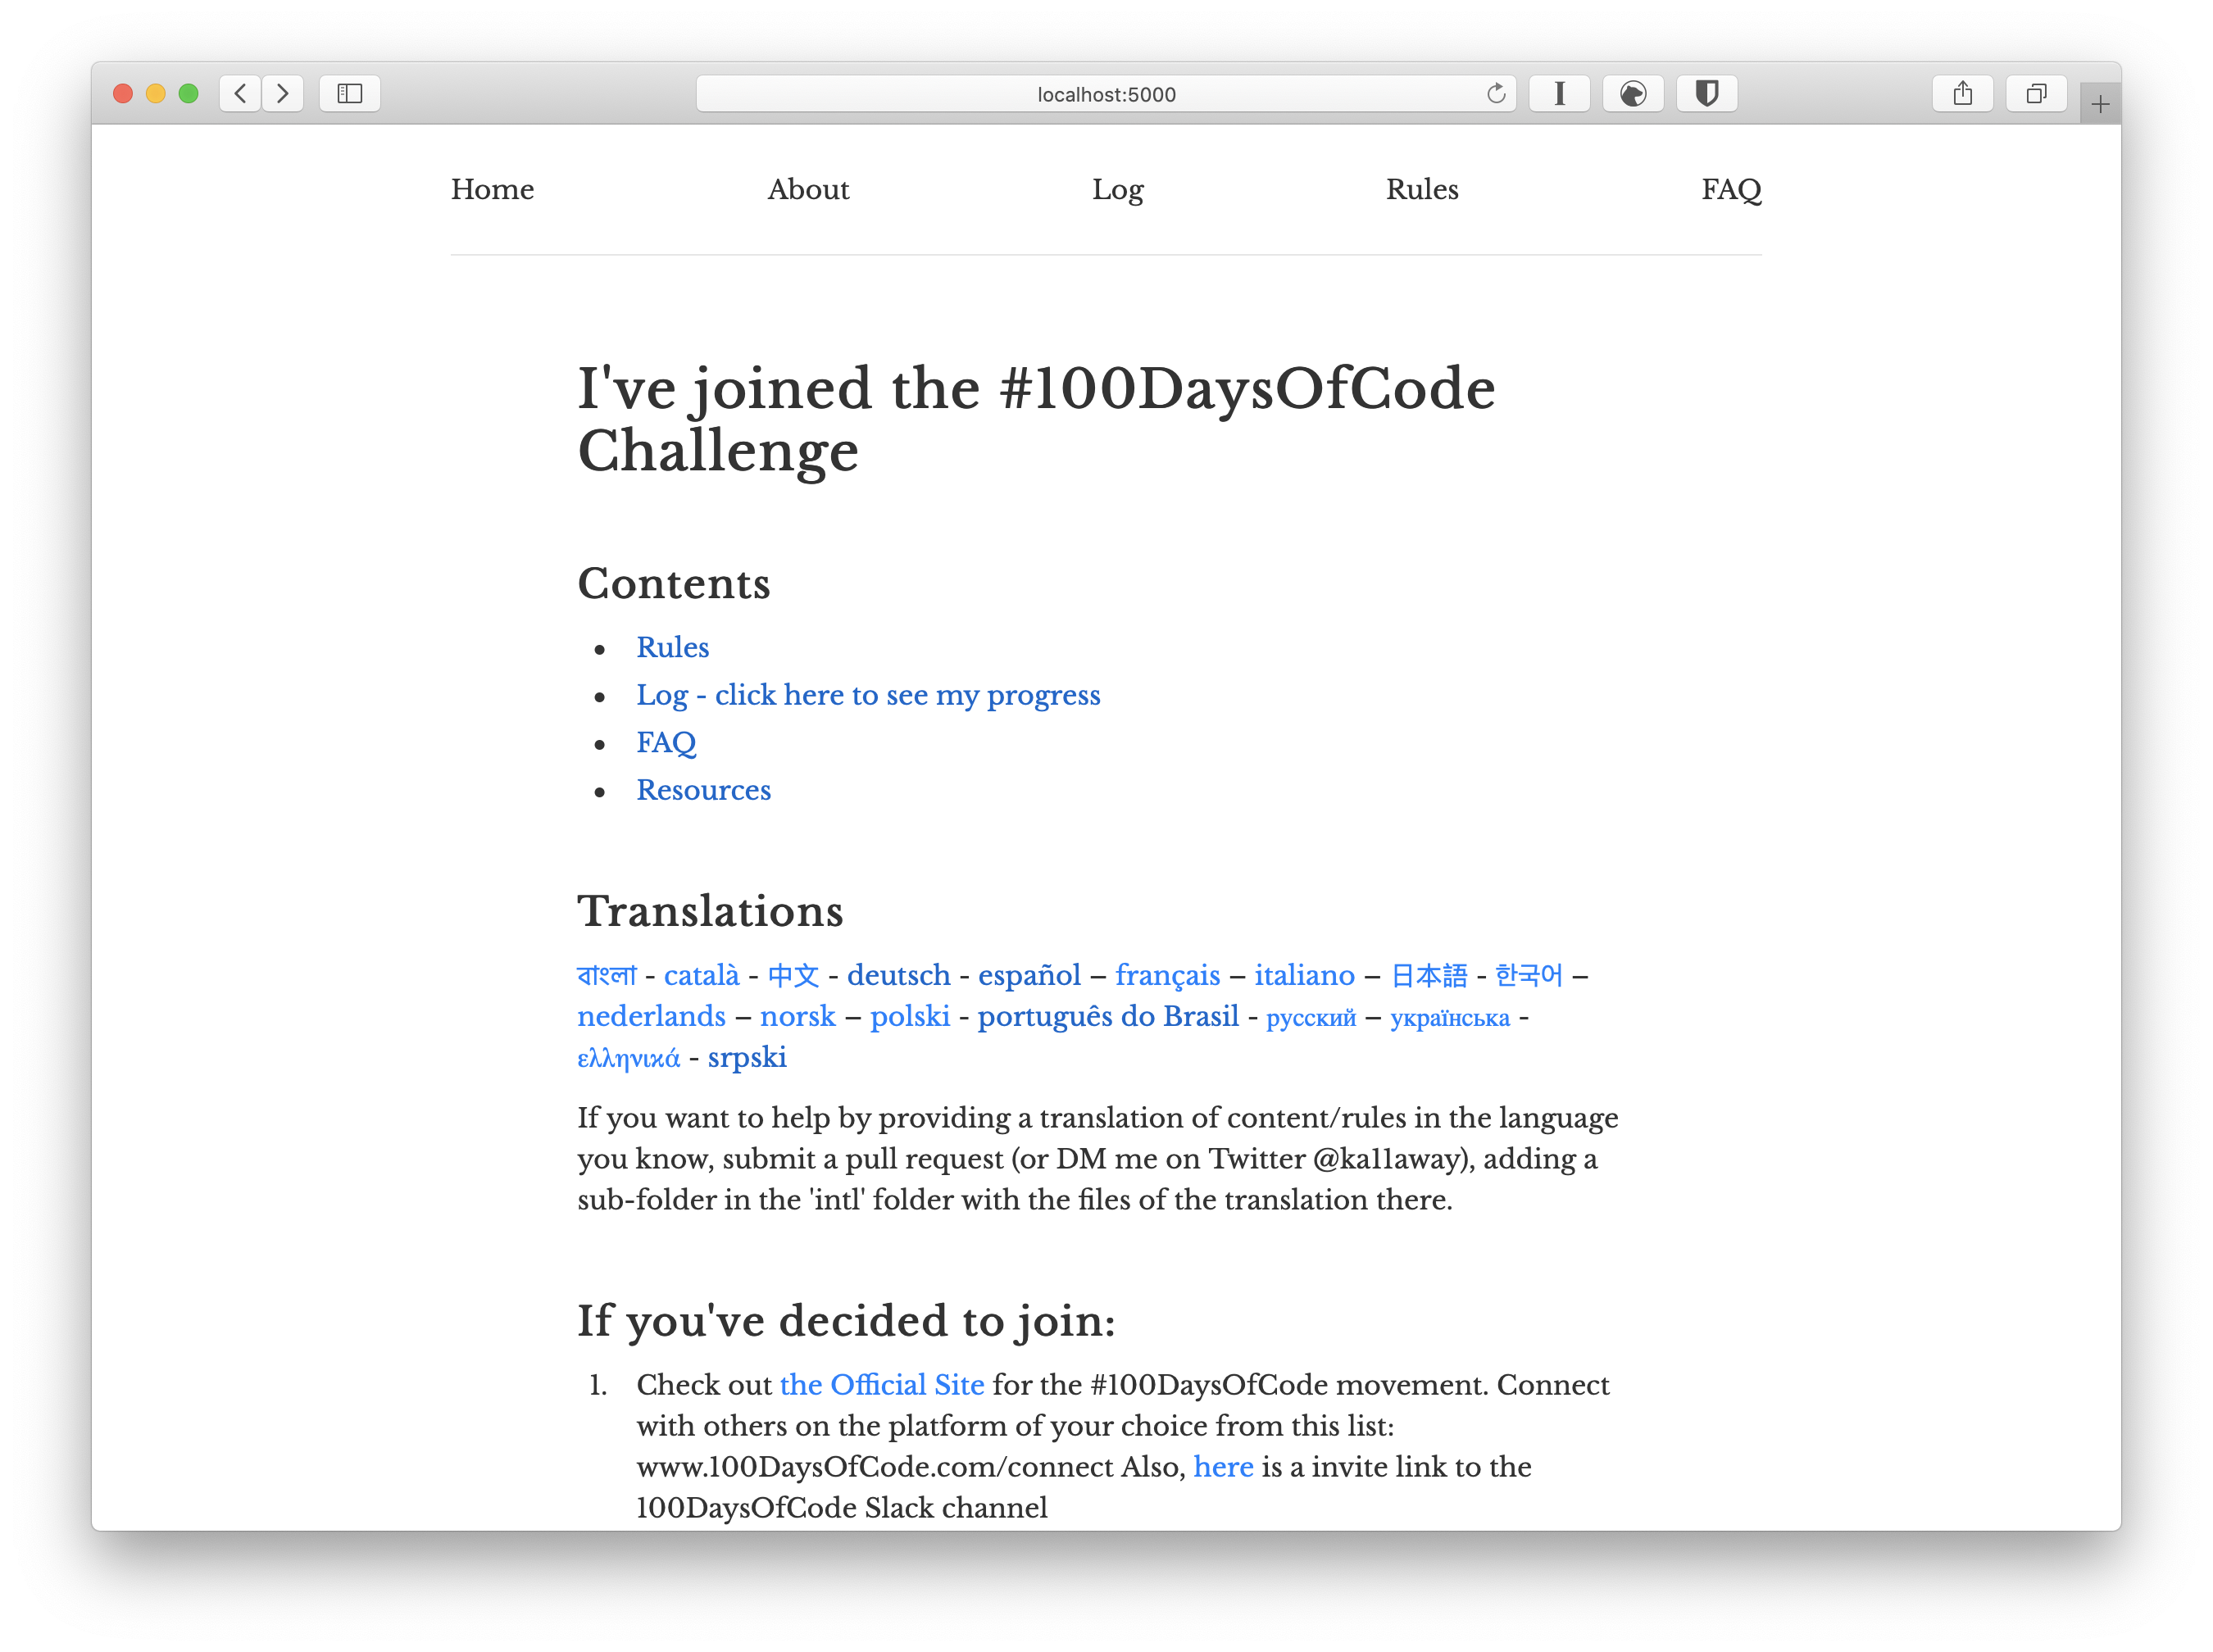 localhost:5000
Home About Log Rules FAQ
I've joined the #100DaysOfCode
Challenge
Contents
• Rules
• Log - click here to see my progress
• FAQ
• Resources
Translations
বাংলা - català - 中文 - deutsch - español – français – italiano – 日本語 - 한국어 –
nederlands – norsk – polski - português do Brasil - русский – українська -
ελληνικά - srpski
If you want to help by providing a translation of content/rules in the language
you know, submit a pull request (or DM me on Twitter @ka11away), adding a
sub-folder in the 'intl' folder with the files of the translation there.
If you've decided to join:
1. Check out the Official Site for the #100DaysOfCode movement. Connect
with others on the platform of your choice from this list:
www.100DaysOfCode.com/connect Also, here is a invite link to the
100DaysOfCode Slack channel